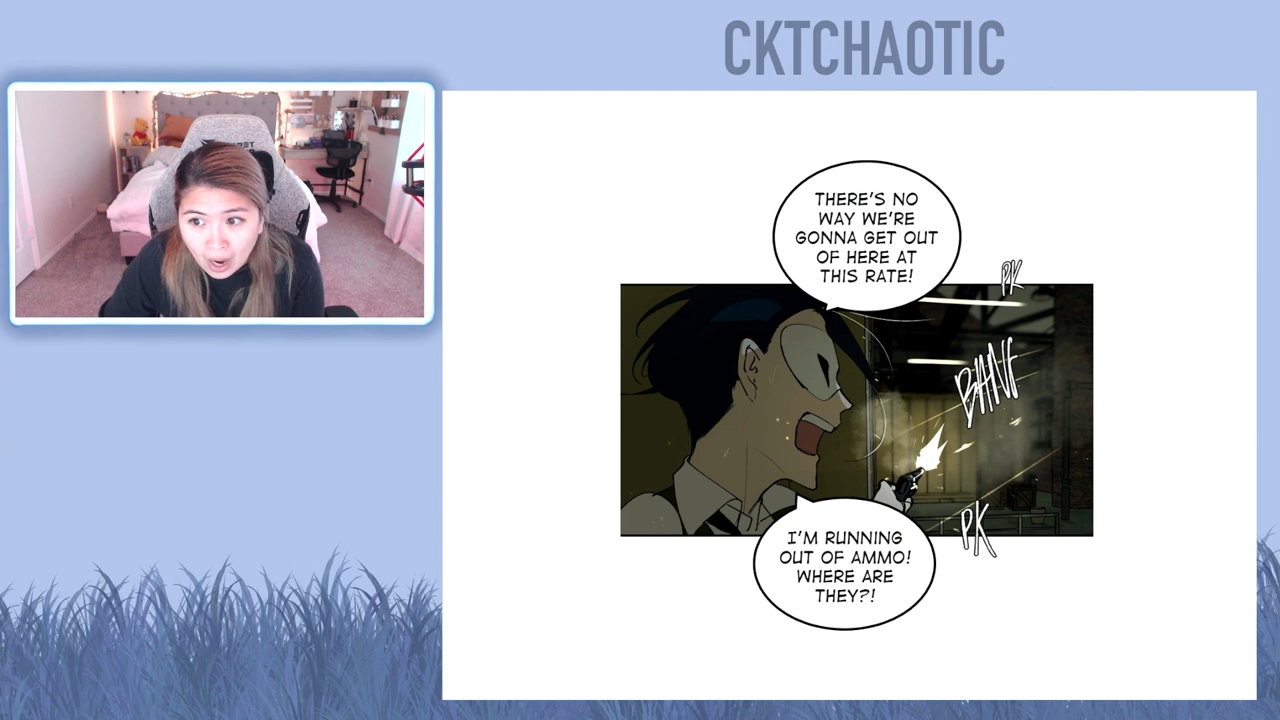 CKTCHAOTIC
THERE'S NO
WAY WE'RE
GONNA GET OUT
OF HERE AT
THIS RATE!
PK
BANG
PK
I'M RUNNING
OUT OF AMMO!
WHERE ARE
THEY?!